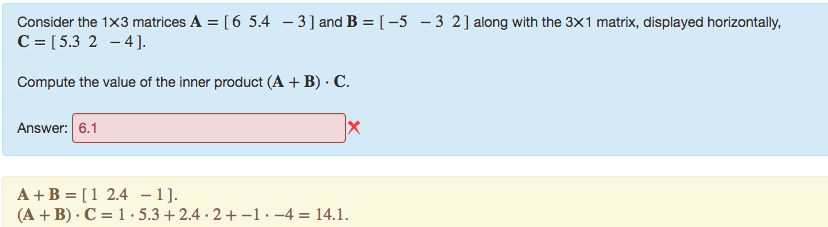 Consider the 1×3 matrices A = [ 6 5.4 − 3 ] and B = [ −5 − 3 2 ] along with the 3×1 matrix, displayed horizontally,
C = [ 5.3 2 − 4 ].
Compute the value of the inner product (A + B) · C.
Answer: 6.1 ✗
A + B = [ 1 2.4 − 1 ].
(A + B) · C = 1 · 5.3 + 2.4 · 2 + −1 · −4 = 14.1.